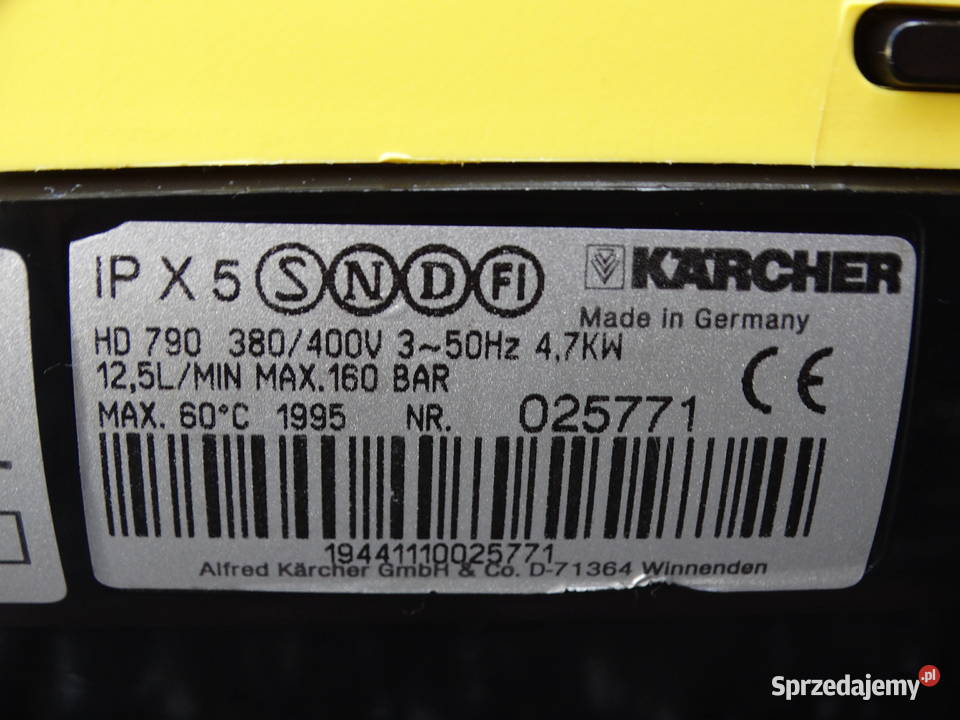 IP X 5 S N D FI KÄRCHER
Made in Germany
HD 790 380/400V 3~50Hz 4,7KW
12,5L/MIN MAX.160 BAR
CE
MAX. 60°C 1995 NR. 025771
19441110025771
Alfred Kärcher GmbH & Co. D-71364 Winnenden
Sprzedajemy.pl